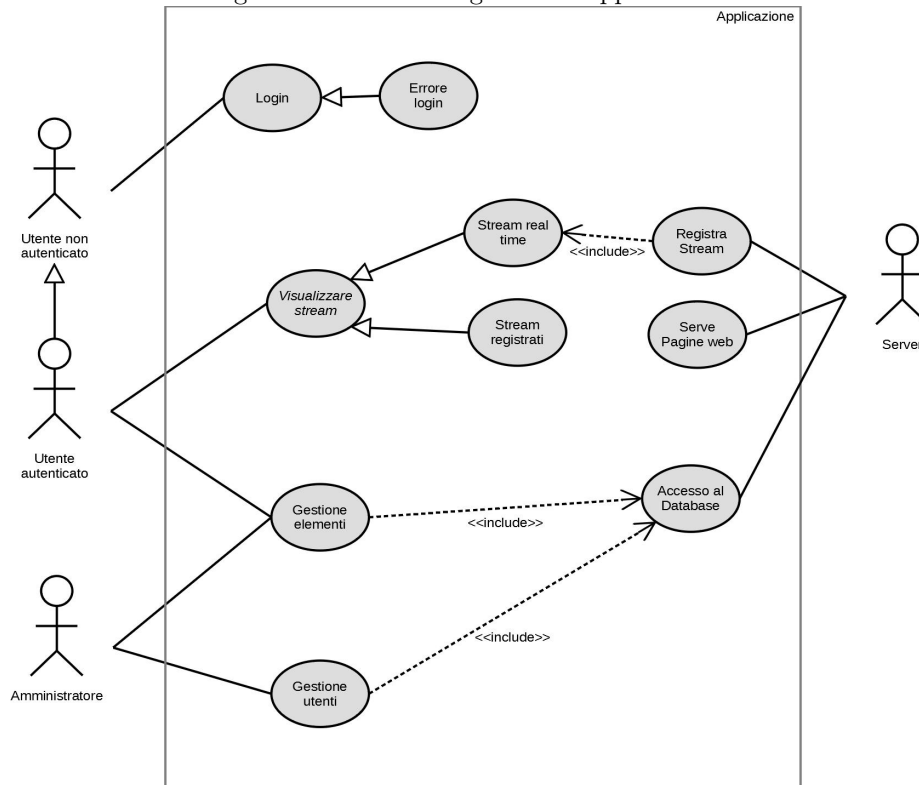 Applicazione
Login
Errore
login
Utente non
autenticato
Stream real
time
<<include>>
Registra
Stream
Visualizzare
stream
Stream
registrati
Serve
Pagine web
Utente
autenticato
Gestione
elementi
<<include>>
Accesso al
Database
<<include>>
Amministratore
Gestione
utenti